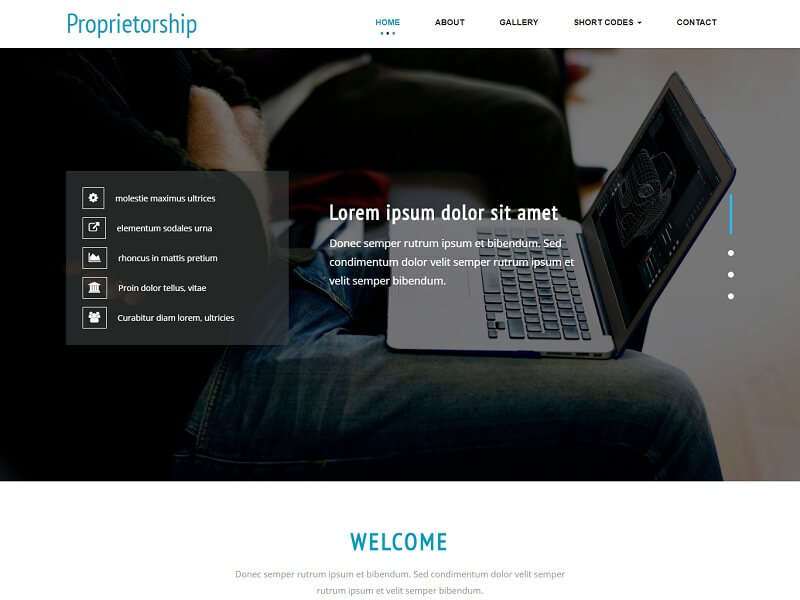 Proprietorship
HOME ABOUT GALLERY SHORT CODES CONTACT
molestie maximus ultrices
elementum sodales urna
rhoncus in mattis pretium
Proin dolor tellus, vitae
Curabitur diam lorem, ultricies
Lorem ipsum dolor sit amet
Donec semper rutrum ipsum et bibendum. Sed
condimentum dolor velit semper rutrum ipsum et
velit semper bibendum.
WELCOME
Donec semper rutrum ipsum et bibendum. Sed condimentum dolor velit semper
rutrum ipsum et velit semper bibendum.